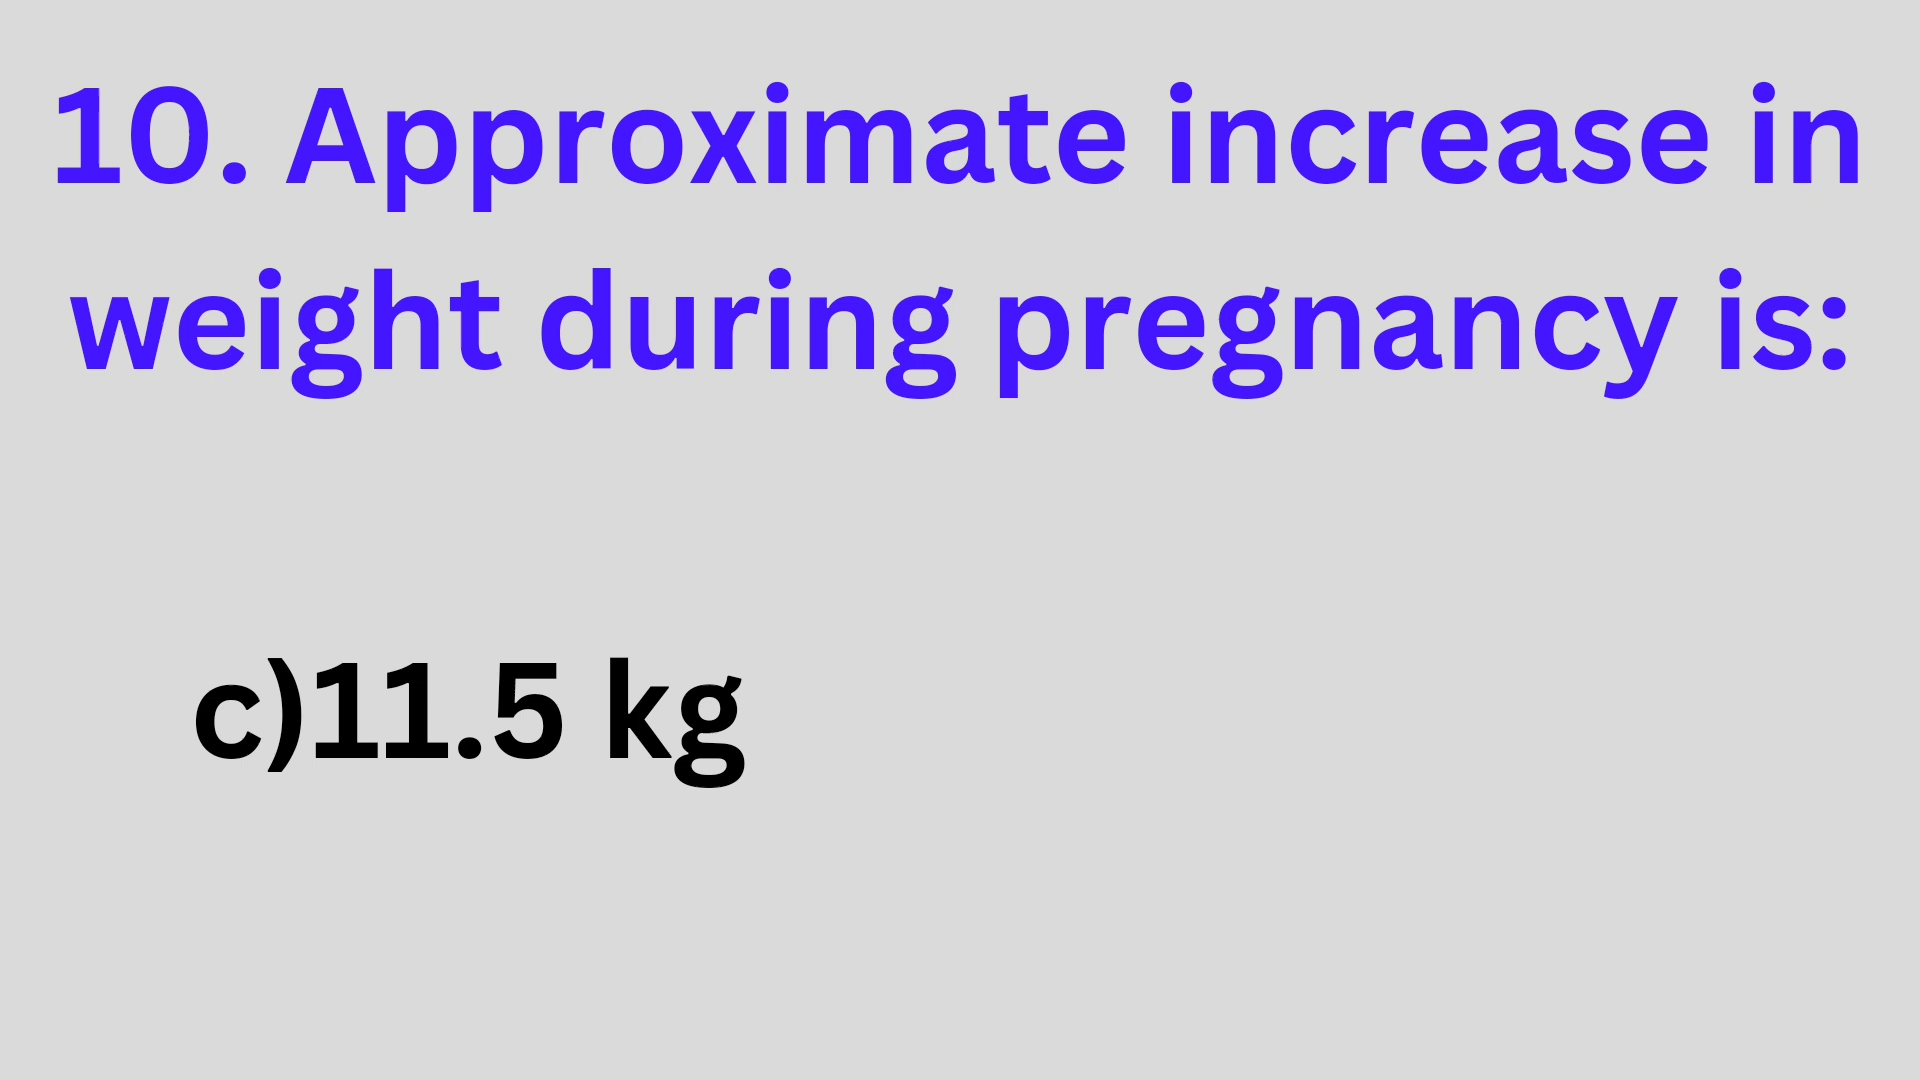 10. Approximate increase in
weight during pregnancy is:
c)11.5 kg